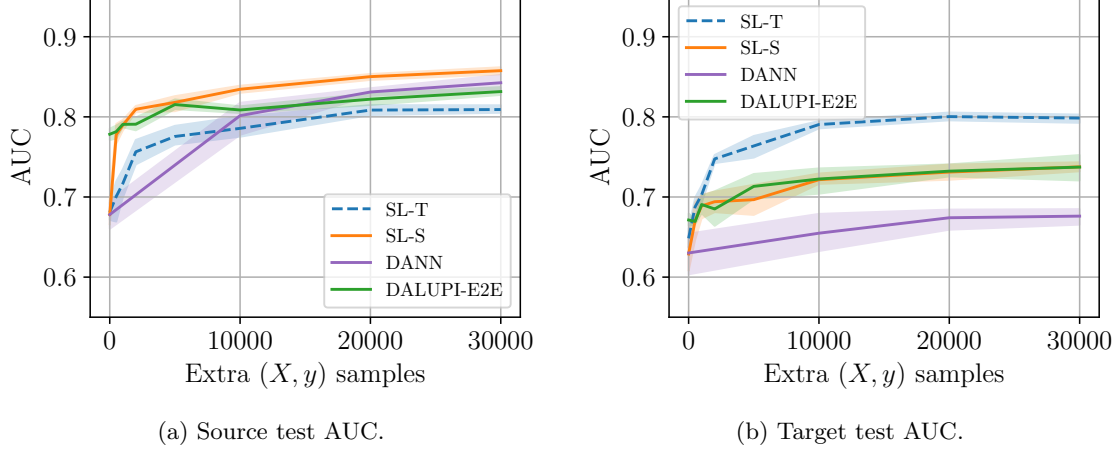 0.9
0.8
0.7
0.6
AUC
0
10000
20000
30000
Extra (X, y) samples
SL-T
SL-S
DANN
DALUPI-E2E
(a) Source test AUC.
0.9
0.8
0.7
0.6
AUC
0
10000
20000
30000
Extra (X, y) samples
SL-T
SL-S
DANN
DALUPI-E2E
(b) Target test AUC.